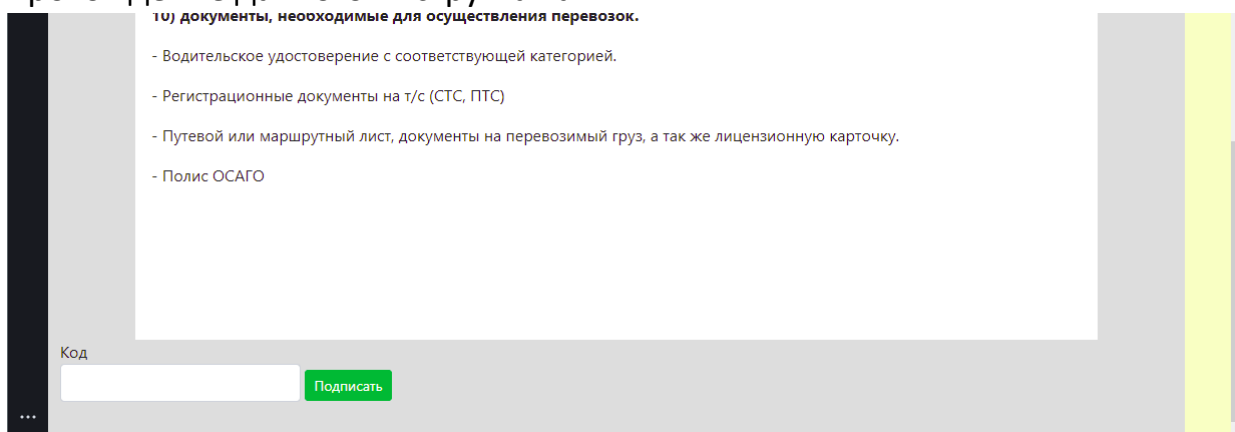 10) документы, необходимые для осуществления перевозок.
- Водительское удостоверение с соответствующей категорией.
- Регистрационные документы на т/с (СТС, ПТС)
- Путевой или маршрутный лист, документы на перевозимый груз, а так же лицензионную карточку.
- Полис ОСАГО
Код
Подписать
...